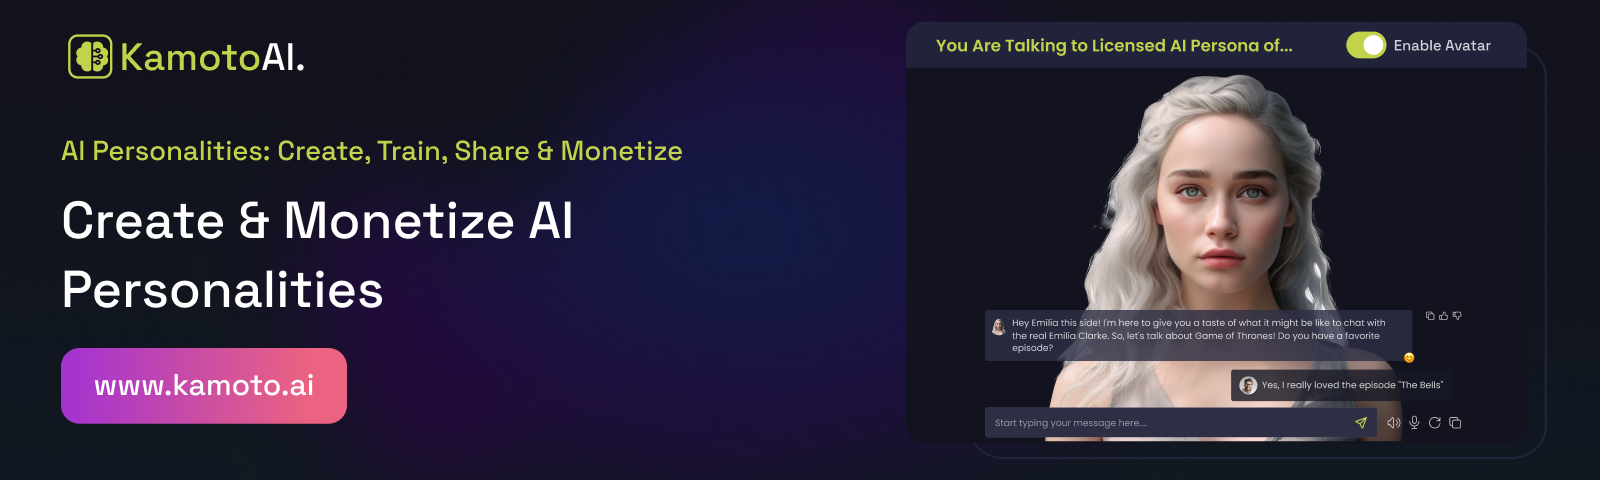 KamotoAI.
AI Personalities: Create, Train, Share & Monetize
Create & Monetize AI
Personalities
www.kamoto.ai
You Are Talking to Licensed AI Persona of...
Enable Avatar
Hey Emilia this side! I'm here to give you a taste of what it might be like to chat with
the real Emilia Clarke. So, let's talk about Game of Thrones! Do you have a favorite
episode?
Yes, I really loved the episode "The Bells"
Start typing your message here...